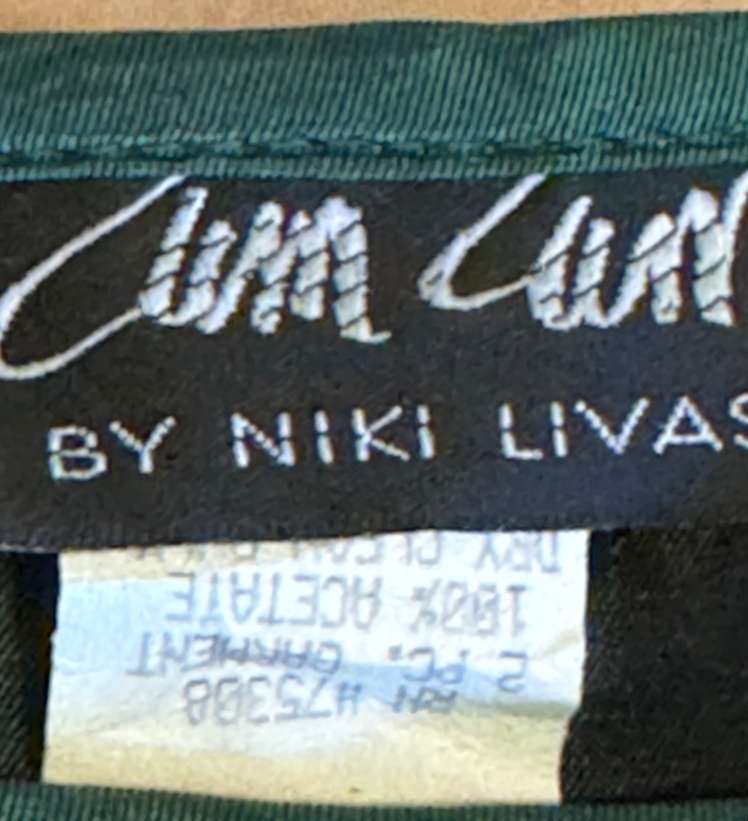 BY NIKI LIVAS
RN #75308
2 PC. GARMENT
100% ACETATE
DRY CLEAN